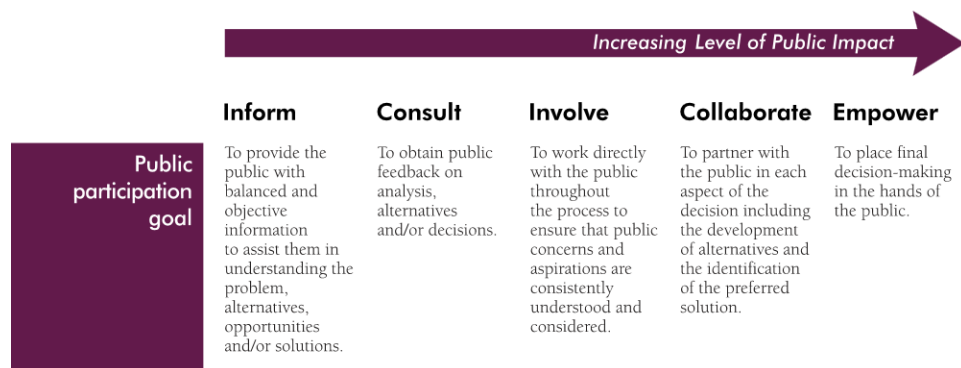 Increasing Level of Public Impact
Inform
Consult
Involve
Collaborate
Empower
Public
participation
goal
To provide the
public with
balanced and
objective
information
to assist them in
understanding the
problem,
alternatives,
opportunities
and/or solutions.
To obtain public
feedback on
analysis,
alternatives
and/or decisions.
To work directly
with the public
throughout
the process to
ensure that public
concerns and
aspirations are
consistently
understood and
considered.
To partner with
the public in each
aspect of the
decision including
the development
of alternatives and
the identification
of the preferred
solution.
To place final
decision-making
in the hands of
the public.